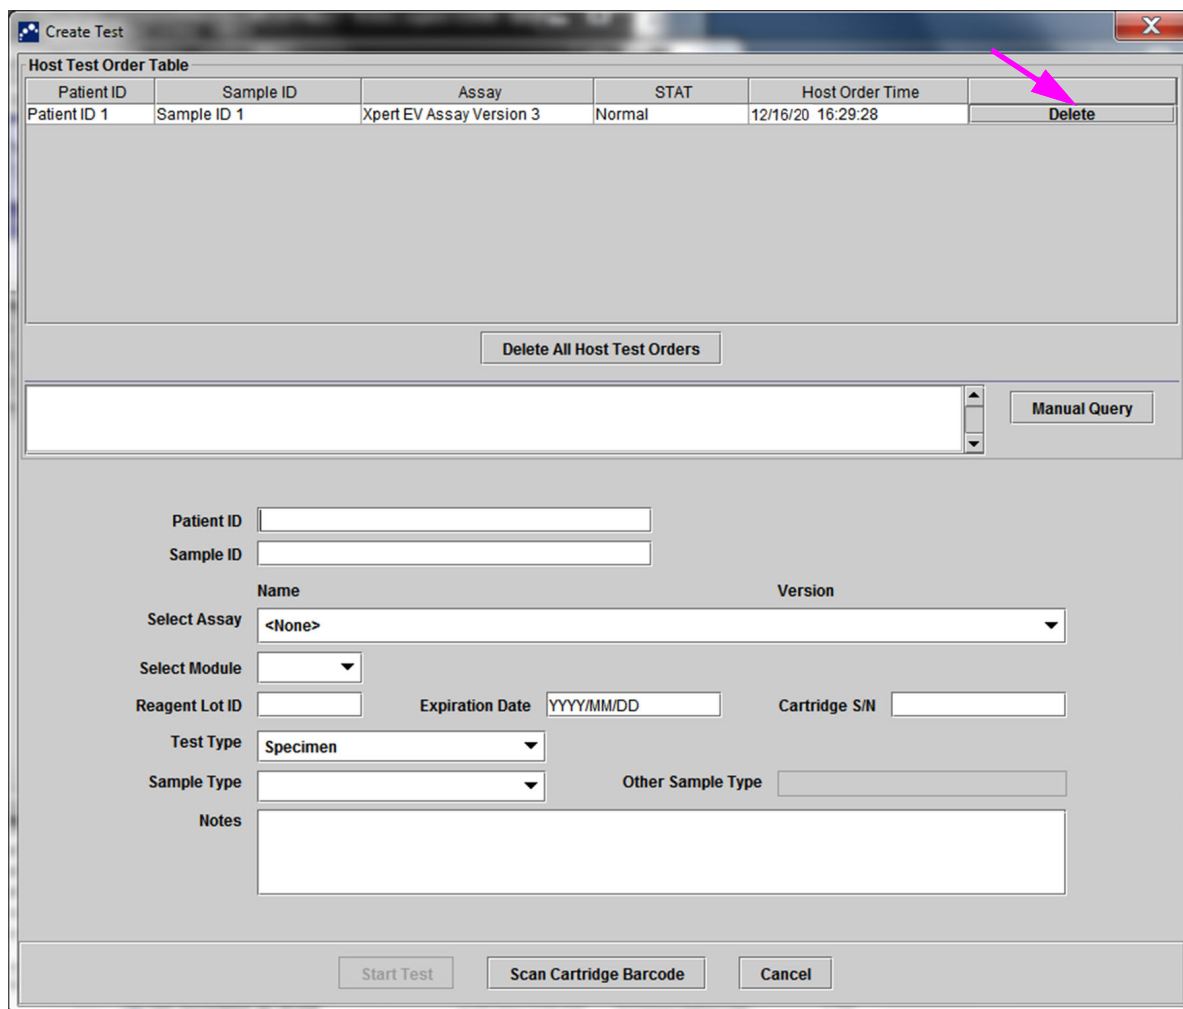 Create Test
Host Test Order Table
Patient ID Sample ID Assay STAT Host Order Time
Patient ID 1 Sample ID 1 Xpert EV Assay Version 3 Normal 12/16/20 16:29:28 Delete
Delete All Host Test Orders
Manual Query
Patient ID
Sample ID
Name Version
Select Assay <None>
Select Module
Reagent Lot ID Expiration Date YYYY/MM/DD Cartridge S/N
Test Type Specimen
Sample Type Other Sample Type
Notes
Start Test Scan Cartridge Barcode Cancel